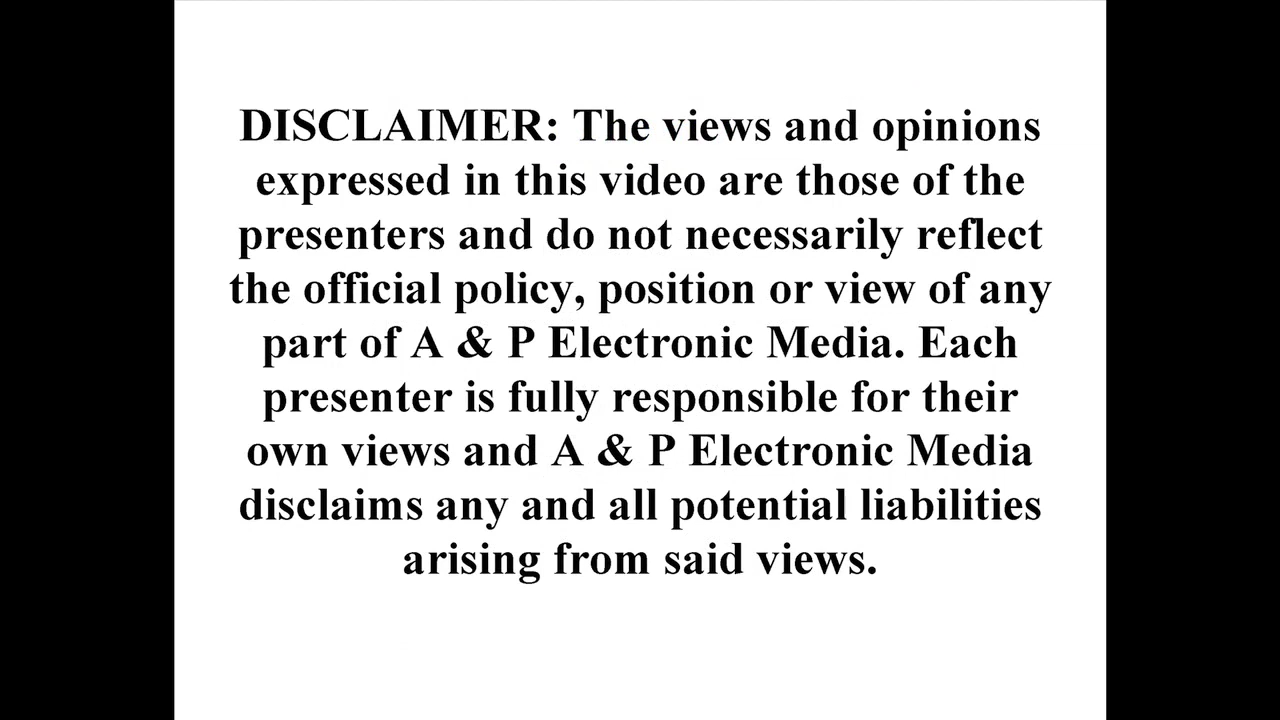 DISCLAIMER: The views and opinions
expressed in this video are those of the
presenters and do not necessarily reflect
the official policy, position or view of any
part of A & P Electronic Media. Each
presenter is fully responsible for their
own views and A & P Electronic Media
disclaims any and all potential liabilities
arising from said views.